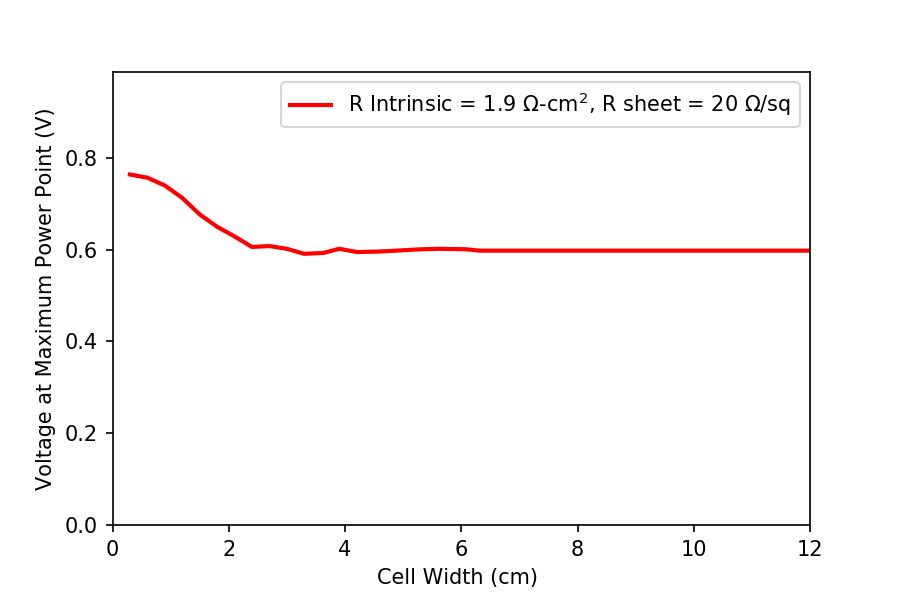 R Intrinsic = 1.9 Ω-cm², R sheet = 20 Ω/sq
Voltage at Maximum Power Point (V)
0.8
0.6
0.4
0.2
0.0
0 2 4 6 8 10 12
Cell Width (cm)